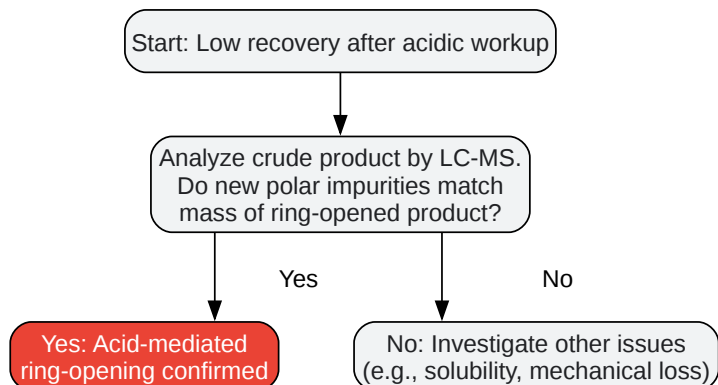 Start: Low recovery after acidic workup
Analyze crude product by LC-MS.
Do new polar impurities match
mass of ring-opened product?
Yes
No
Yes: Acid-mediated
ring-opening confirmed
No: Investigate other issues
(e.g., solubility, mechanical loss)